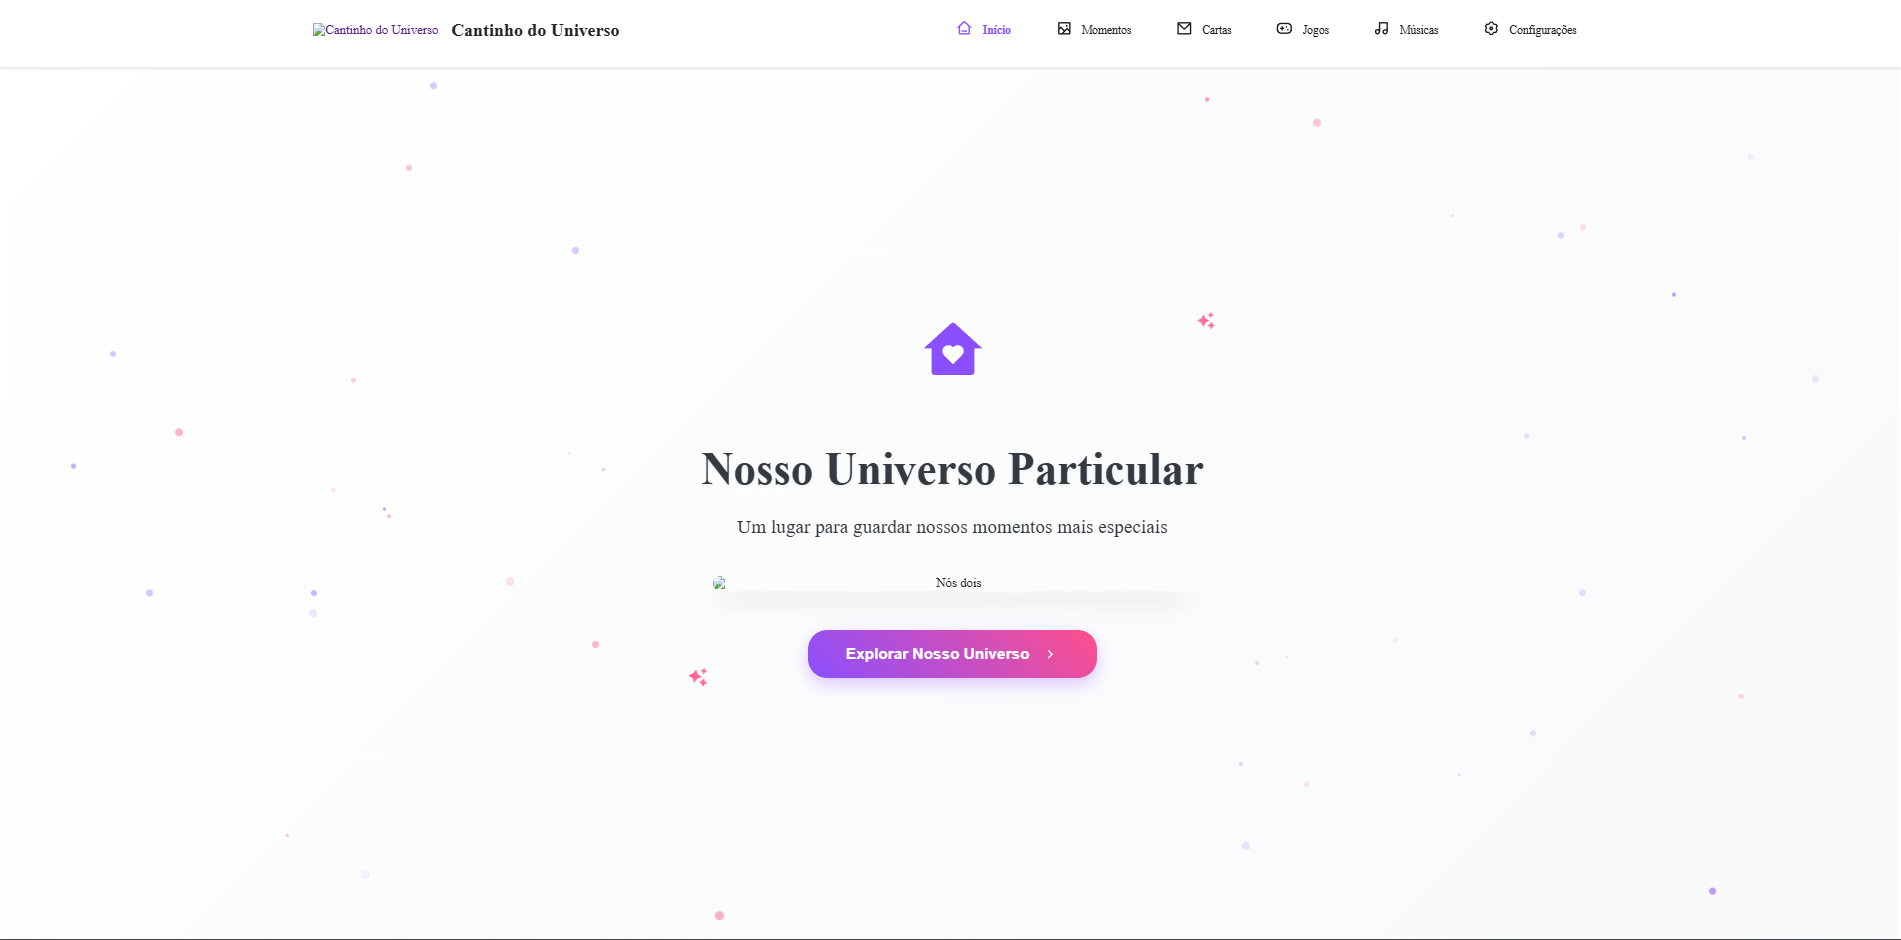 Cantinho do Universo Cantinho do Universo Início Momentos Cartas Jogos Músicas Configurações
Nosso Universo Particular
Um lugar para guardar nossos momentos mais especiais
Nós dois
Explorar Nosso Universo